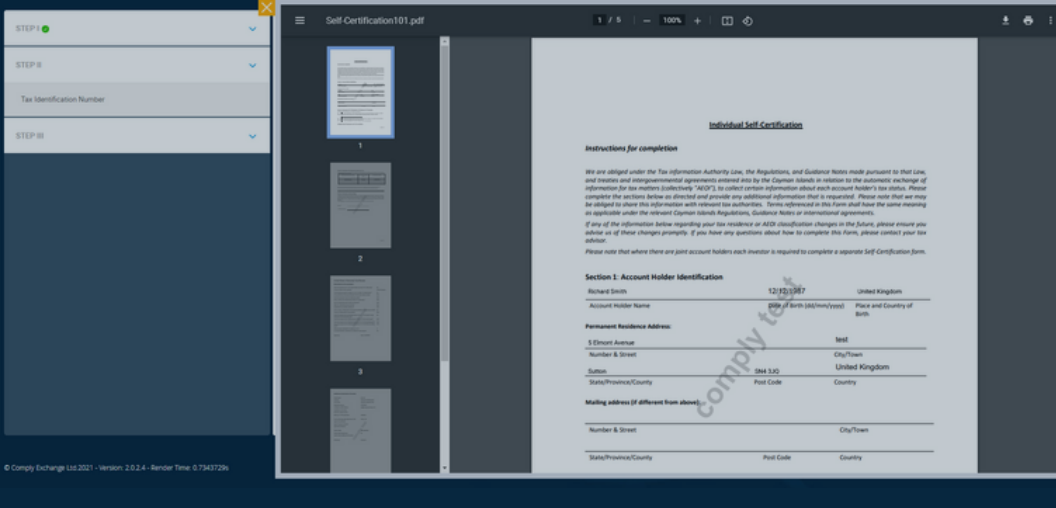 STEP I
STEP II
Tax Identification Number
STEP III
© Comply Exchange Ltd.2021 - Version: 2.0.2.4 - Render Time: 0.7343729s
Self-Certification101.pdf
1 / 5
100%
1
2
3
Individual Self-Certification
Instructions for completion
We are obliged under the Tax Information Authority Law, the Regulations, and Guidance Notes made pursuant to that Law,
and treaties and intergovernmental agreements entered into by the Cayman Islands in relation to the automatic exchange of
information for tax matters (collectively "AEOI"), to collect certain information about each account holder's tax status. Please
complete the sections below as directed and provide any additional information that is requested. Please note that we may
be obliged to share this information with relevant tax authorities. Terms referenced in this Form shall have the same meaning
as applicable under the relevant Cayman Islands Regulations, Guidance Notes or international agreements.
If any of the information below regarding your tax residence or AEOI classification changes in the future, please ensure you
advise us of these changes promptly. If you have any questions about how to complete this Form, please contact your tax
advisor.
Please note that where there are joint account holders each investor is required to complete a separate Self-Certification form.
Section 1: Account Holder Identification
Richard Smith 12/12/1987 United Kingdom
Account Holder Name Date of Birth (dd/mm/yyyy) Place and Country of
Birth
Permanent Residence Address:
5 Elmont Avenue test
Number & Street City/Town
Sutton SN4 3JQ United Kingdom
State/Province/County Post Code Country
Mailing address (if different from above):
Number & Street City/Town
State/Province/County Post Code Country
comply test